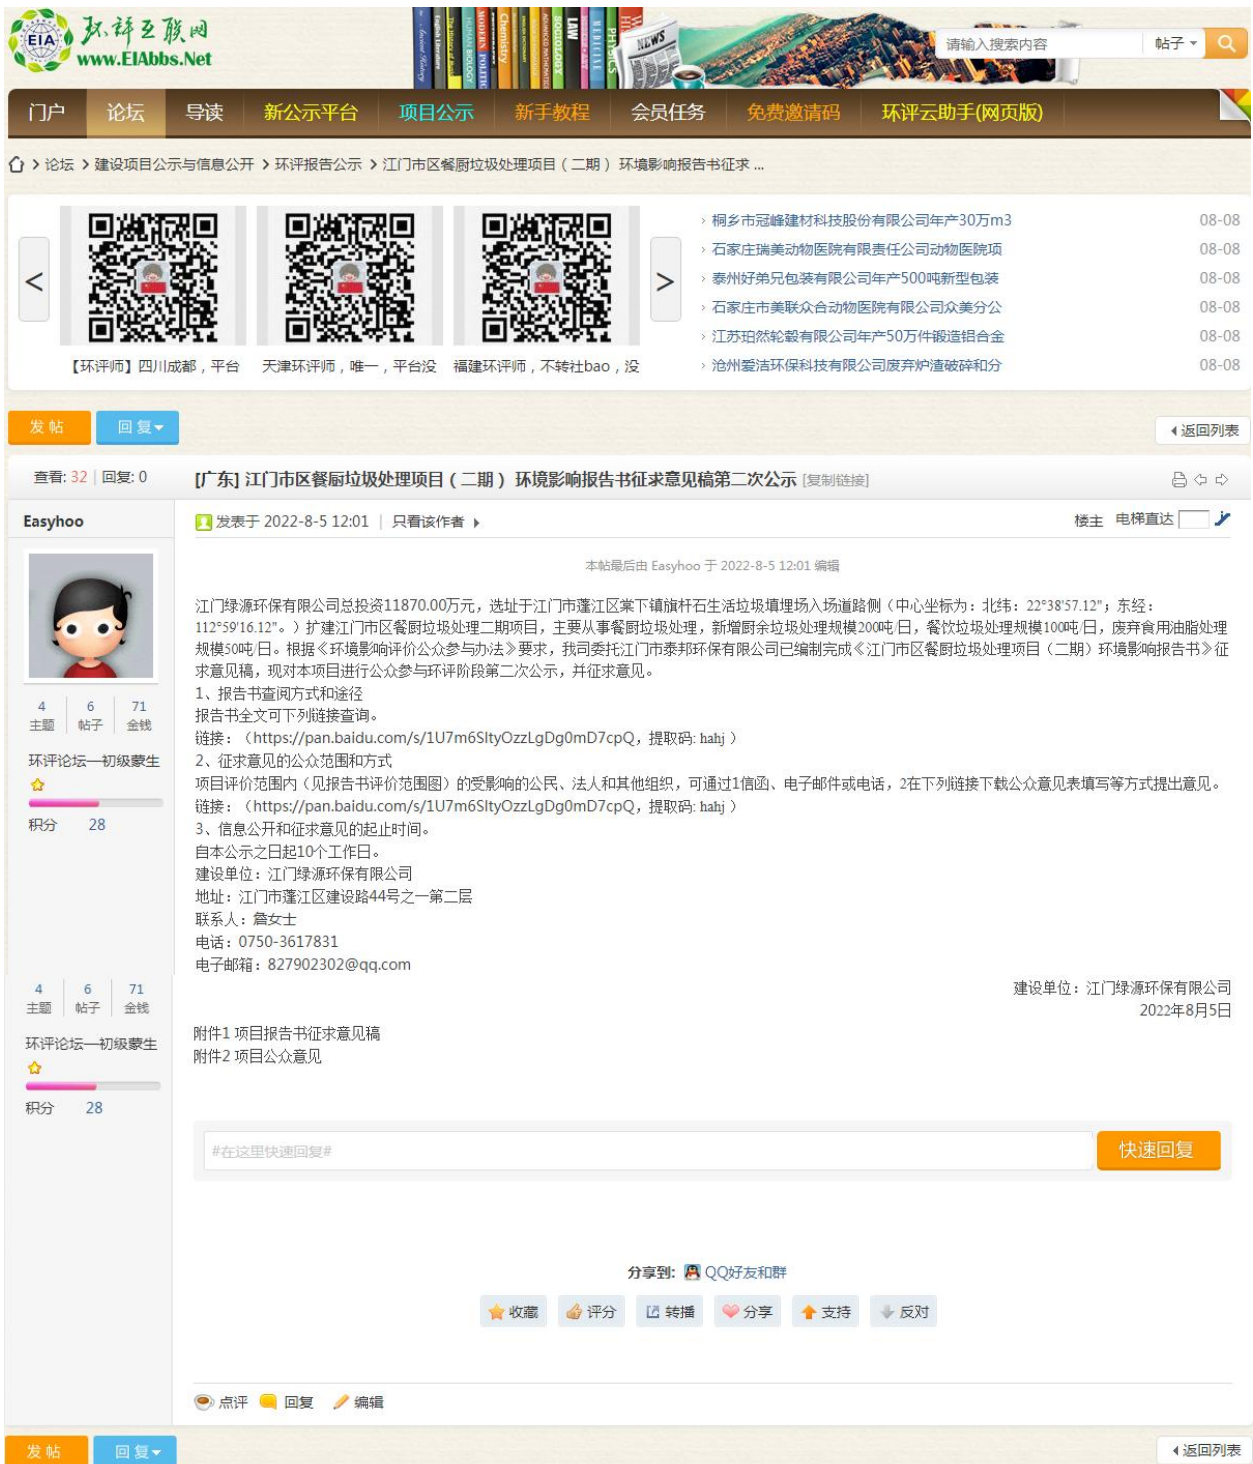 EIA 环评互联网
www.EIAbbs.Net
请输入搜索内容 帖子
门户 论坛 导读 新公示平台 项目公示 新手教程 会员任务 免费邀请码 环评云助手(网页版)
论坛 建设项目公示与信息公开 环评报告公示 江门市区餐厨垃圾处理项目(二期) 环境影响报告书征求 ...
桐乡市冠峰建材科技股份有限公司年产30万m3 08-08
石家庄瑞美动物医院有限责任公司动物医院项 08-08
泰州好弟兄包装有限公司年产500吨新型包装 08-08
石家庄市美联众合动物医院有限公司众美分公 08-08
江苏珀然轮毂有限公司年产50万件锻造铝合金 08-08
沧州爱洁环保科技有限公司废弃炉渣破碎和分 08-08
【环评师】四川成都,平台 天津环评师,唯一,平台没 福建环评师,不转社bao,没
发帖 回复 返回列表
查看: 32 | 回复: 0
[广东] 江门市区餐厨垃圾处理项目(二期) 环境影响报告书征求意见稿第二次公示 [复制链接]
Easyhoo
发表于 2022-8-5 12:01 | 只看该作者
楼主 电梯直达
本帖最后由 Easyhoo 于 2022-8-5 12:01 编辑
江门绿源环保有限公司总投资11870.00万元,选址于江门市蓬江区棠下镇旗杆石生活垃圾填埋场入场道路侧(中心坐标为:北纬:22°38'57.12";东经:
112°59'16.12"。)扩建江门市区餐厨垃圾处理二期项目,主要从事餐厨垃圾处理,新增厨余垃圾处理规模200吨/日,餐饮垃圾处理规模100吨/日,废弃食用油脂处理
规模50吨/日。根据《环境影响评价公众参与办法》要求,我司委托江门市泰邦环保有限公司已编制完成《江门市区餐厨垃圾处理项目(二期)环境影响报告书》征
求意见稿,现对本项目进行公众参与环评阶段第二次公示,并征求意见。
1、报告书查阅方式和途径
报告书全文可下列链接查询。
链接:(https://pan.baidu.com/s/1U7m6SltyOzzLgDg0mD7cpQ,提取码: hahj )
2、征求意见的公众范围和方式
项目评价范围内(见报告书评价范围图)的受影响的公民、法人和其他组织,可通过1信函、电子邮件或电话,2在下列链接下载公众意见表填写等方式提出意见。
链接:(https://pan.baidu.com/s/1U7m6SltyOzzLgDg0mD7cpQ,提取码: hahj )
3、信息公开和征求意见的起止时间。
自本公示之日起10个工作日。
建设单位:江门绿源环保有限公司
地址:江门市蓬江区建设路44号之一第二层
联系人:詹女士
电话:0750-3617831
电子邮箱:827902302@qq.com
建设单位:江门绿源环保有限公司
2022年8月5日
附件1 项目报告书征求意见稿
附件2 项目公众意见
4 6 71
主题 帖子 金钱
环评论坛—初级蒙生
积分 28
4 6 71
主题 帖子 金钱
环评论坛—初级蒙生
积分 28
#在这里快速回复# 快速回复
分享到: QQ好友和群
收藏 评分 转播 分享 支持 反对
点评 回复 编辑
发帖 回复 返回列表